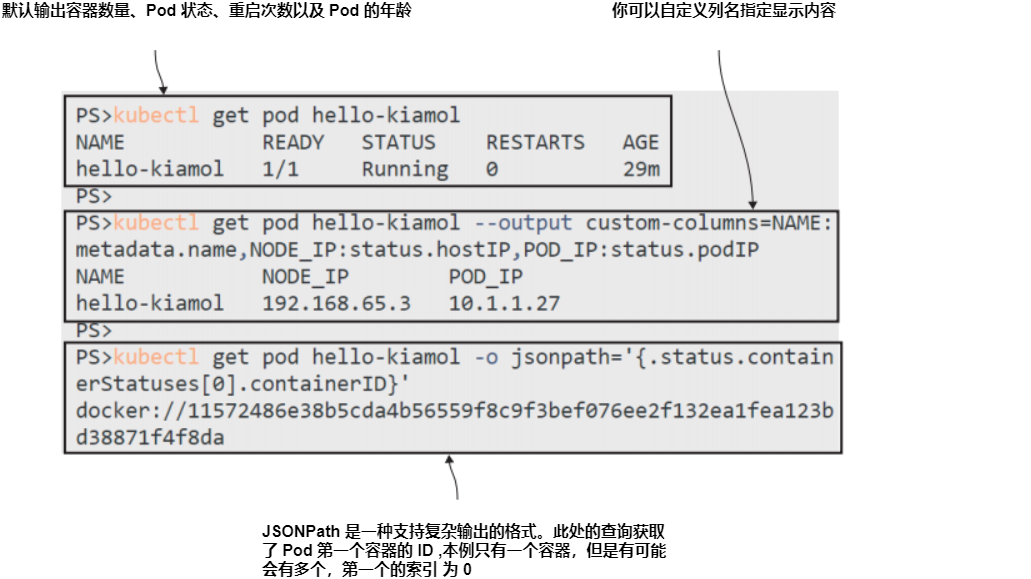 默认输出容器数量、Pod 状态、重启次数以及 Pod 的年龄
你可以自定义列名指定显示内容
PS>kubectl get pod hello-kiamol
NAME READY STATUS RESTARTS AGE
hello-kiamol 1/1 Running 0 29m
PS>
PS>kubectl get pod hello-kiamol --output custom-columns=NAME:
metadata.name,NODE_IP:status.hostIP,POD_IP:status.podIP
NAME NODE_IP POD_IP
hello-kiamol 192.168.65.3 10.1.1.27
PS>
PS>kubectl get pod hello-kiamol -o jsonpath='{.status.contain
erStatuses[0].containerID}'
docker://11572486e38b5cda4b56559f8c9f3bef076ee2f132ea1fea123b
d38871f4f8da
JSONPath 是一种支持复杂输出的格式。此处的查询获取
了 Pod 第一个容器的 ID ,本例只有一个容器，但是有可能
会有多个，第一个的索引 为 0